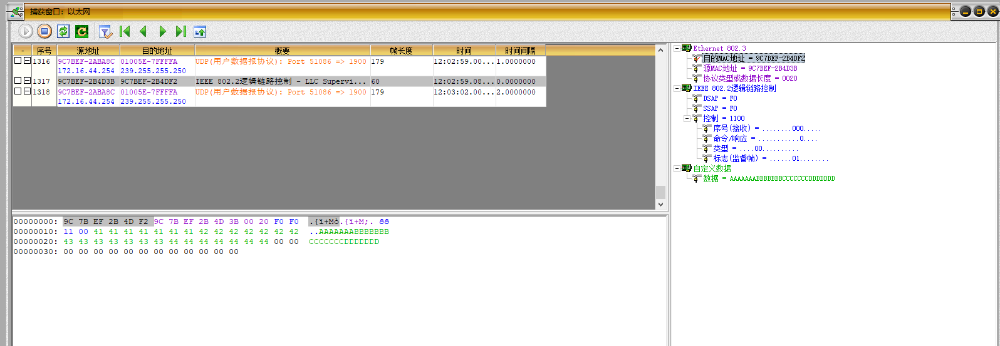 捕获窗口: 以太网
- 序号 源地址 目的地址 概要 帧长度 时间 时间间隔
1316 9C7BEF-2ABA8C 01005E-7FFFFA UDP(用户数据报协议): Port 51086 => 1900 179 12:02:59.00... 1.0000000
172.16.44.254 239.255.255.250
1317 9C7BEF-2B4D3B 9C7BEF-2B4DF2 IEEE 802.2逻辑链路控制 - LLC Supervi... 60 12:02:59.08... 0.0000000
1318 9C7BEF-2ABA8C 01005E-7FFFFA UDP(用户数据报协议): Port 51086 => 1900 179 12:03:02.00... 2.0000000
172.16.44.254 239.255.255.250
00000000: 9C 7B EF 2B 4D F2 9C 7B EF 2B 4D 3B 00 20 F0 F0 .{ï+Mò.{ï+M;. ðð
00000010: 11 00 41 41 41 41 41 41 41 42 42 42 42 42 42 42 ..AAAAAAABBBBBBB
00000020: 43 43 43 43 43 43 43 44 44 44 44 44 44 44 00 00 CCCCCCCDDDDDDD
00000030: 00 00 00 00 00 00 00 00 00 00 00 00
Ethernet 802.3
目的MAC地址 = 9C7BEF-2B4DF2
源MAC地址 = 9C7BEF-2B4D3B
协议类型或数据长度 = 0020
IEEE 802.2逻辑链路控制
DSAP = F0
SSAP = F0
控制 = 1100
序号(接收) = ........000.....
命令/响应 = ...........0....
类型 = ....00..........
标志(监督帧) = ......01........
自定义数据
数据 = AAAAAAABBBBBBBCCCCCCCDDDDDDD